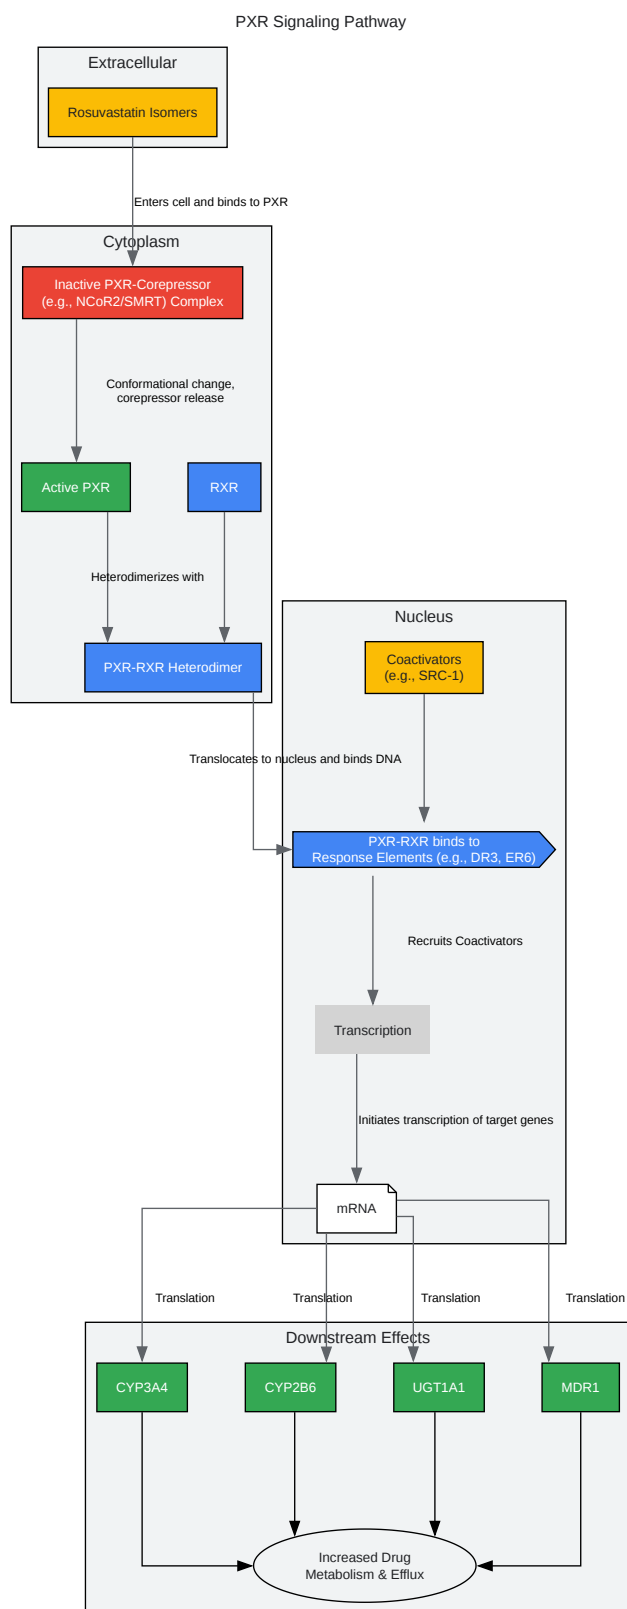 PXR Signaling Pathway
Extracellular
Rosuvastatin Isomers
Enters cell and binds to PXR
Cytoplasm
Inactive PXR-Corepressor
(e.g., NCoR2/SMRT) Complex
Conformational change,
corepressor release
Active PXR
RXR
Heterodimerizes with
PXR-RXR Heterodimer
Nucleus
Coactivators
(e.g., SRC-1)
Translocates to nucleus and binds DNA
PXR-RXR binds to
Response Elements (e.g., DR3, ER6)
Recruits Coactivators
Transcription
Initiates transcription of target genes
mRNA
Translation
Translation
Translation
Translation
Downstream Effects
CYP3A4
CYP2B6
UGT1A1
MDR1
Increased Drug
Metabolism & Efflux